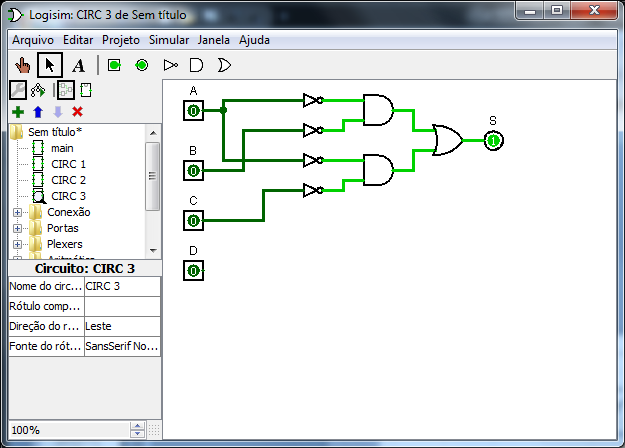 Logisim: CIRC 3 de Sem título
Arquivo Editar Projeto Simular Janela Ajuda
A
Sem título*
main
CIRC 1
CIRC 2
CIRC 3
Conexão
Portas
Plexers
Aritmética
Circuito: CIRC 3
Nome do circ... CIRC 3
Rótulo comp...
Direção do r... Leste
Fonte do rót... SansSerif No...
100%
A
0
B
0
C
0
D
0
S
1